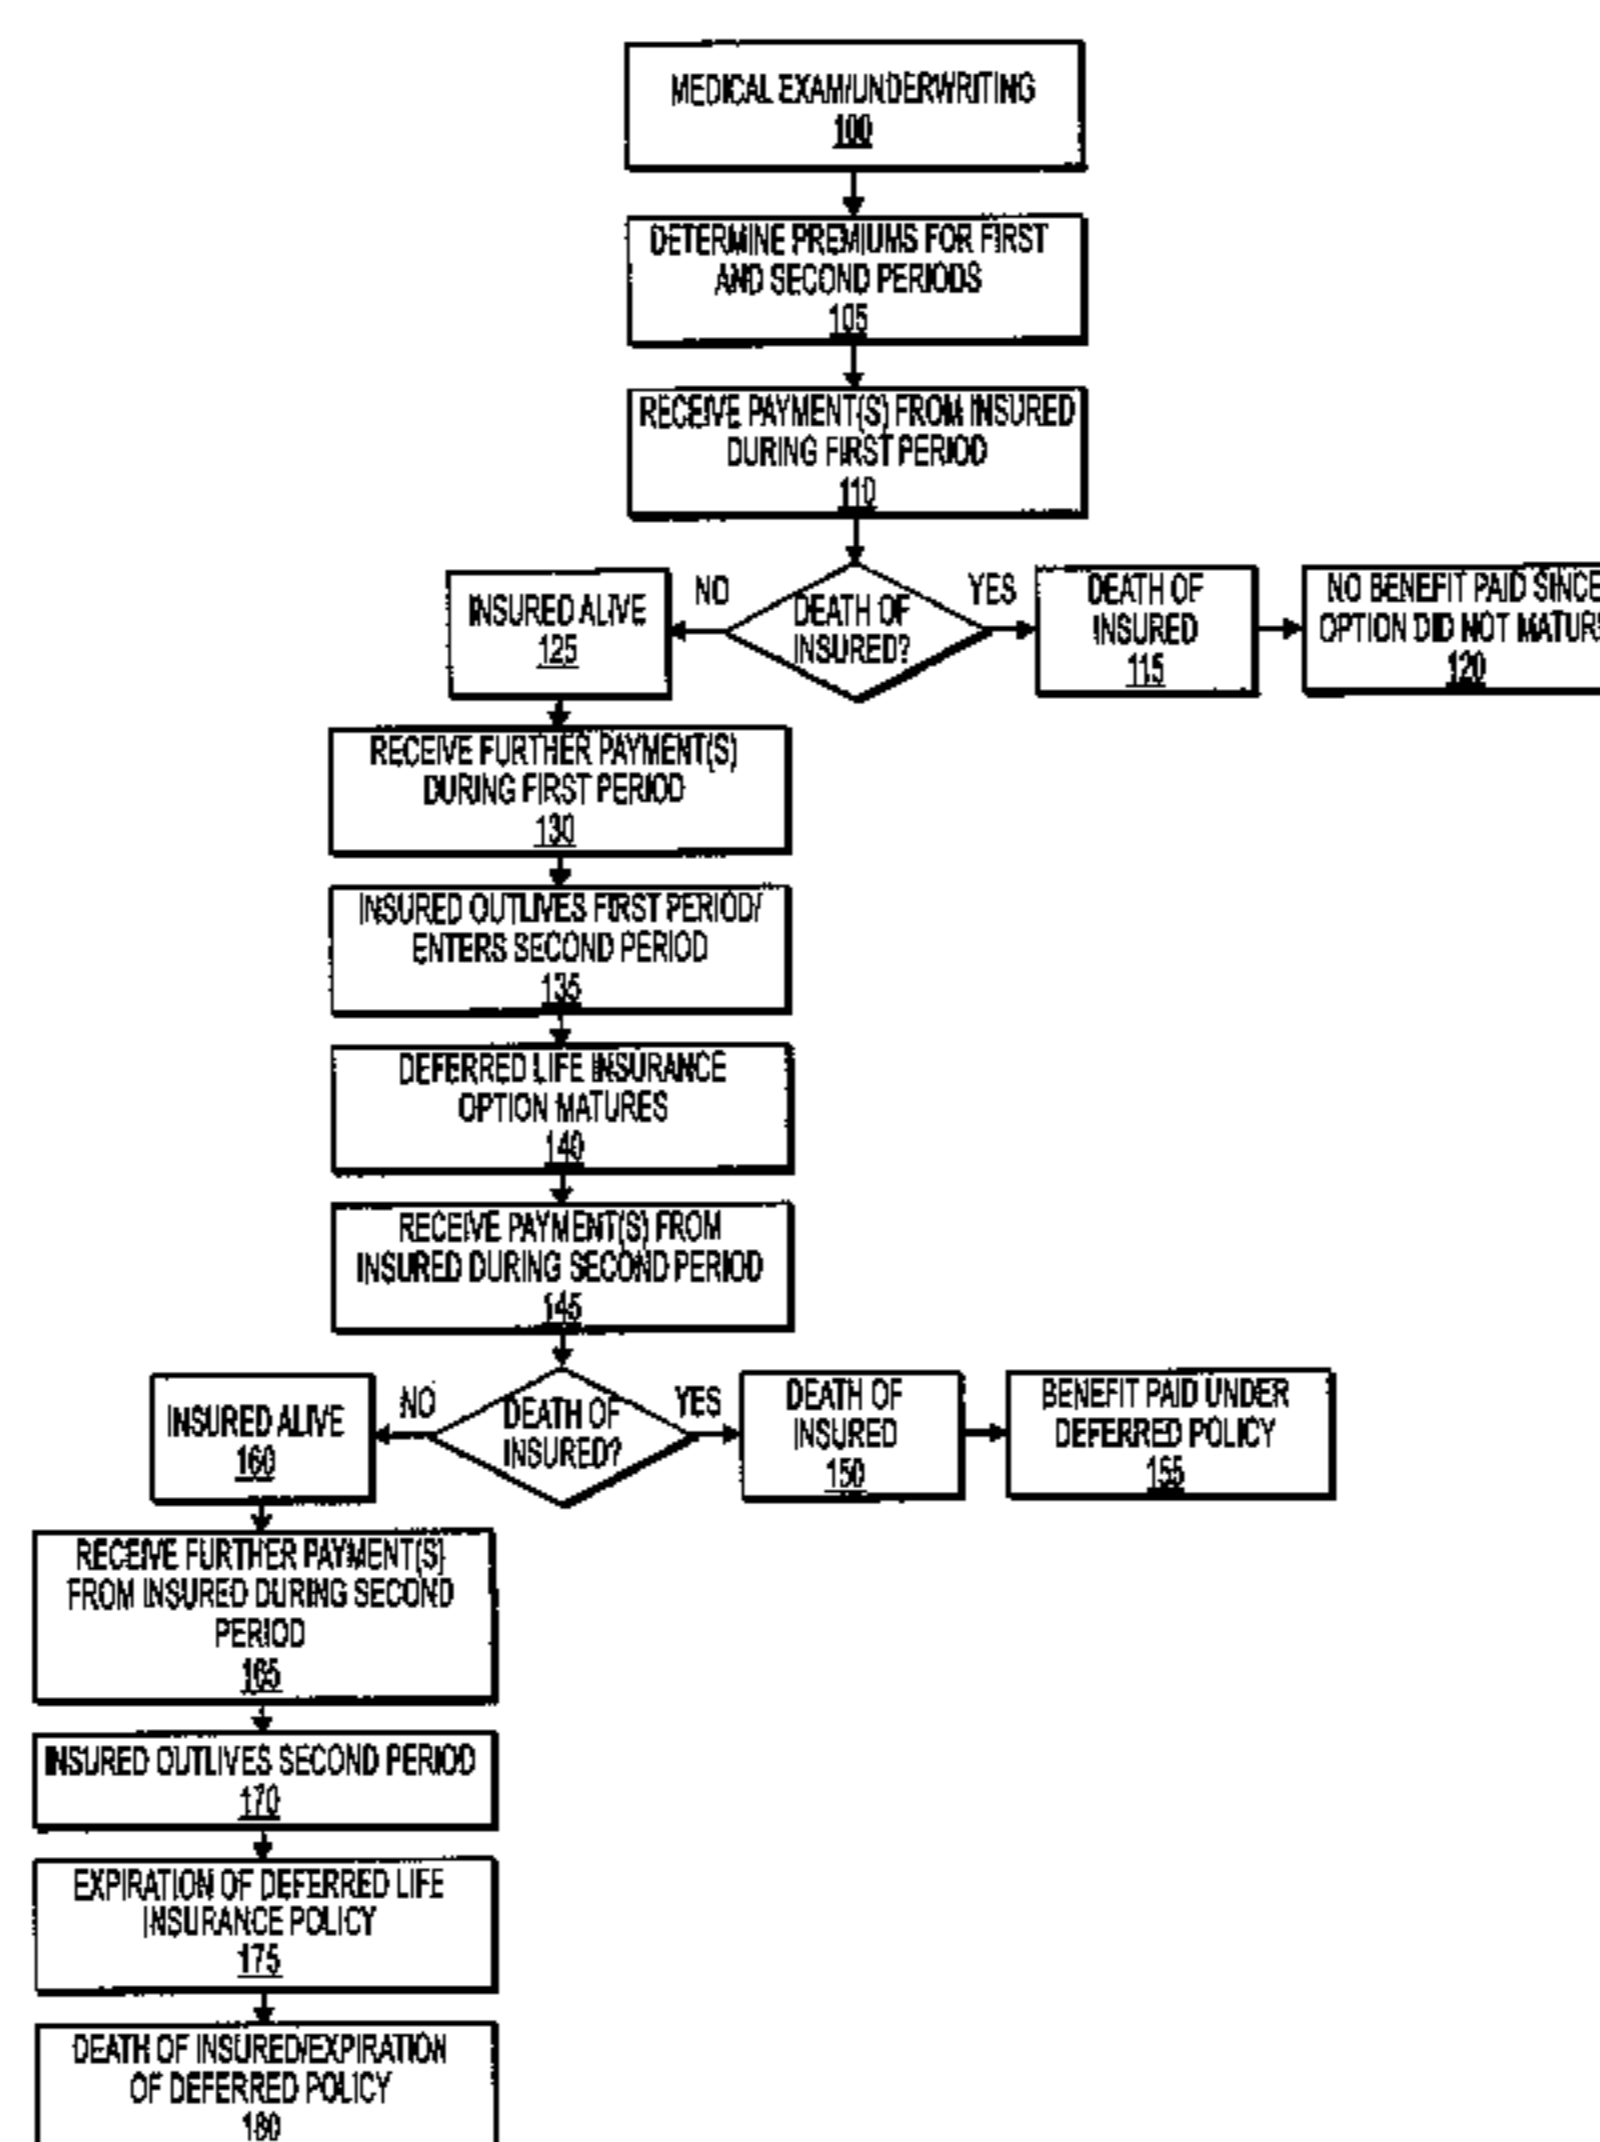 MEDICAL EXAM/UNDERWRITING
100
DETERMINE PREMIUMS FOR FIRST
AND SECOND PERIODS
105
RECEIVE PAYMENT(S) FROM INSURED
DURING FIRST PERIOD
110
INSURED ALIVE
125
NO
DEATH OF
INSURED?
YES
DEATH OF
INSURED
115
NO BENEFIT PAID SINCE
OPTION DID NOT MATURE
120
RECEIVE FURTHER PAYMENT(S)
DURING FIRST PERIOD
130
INSURED OUTLIVES FIRST PERIOD/
ENTERS SECOND PERIOD
135
DEFERRED LIFE INSURANCE
OPTION MATURES
140
RECEIVE PAYMENT(S) FROM
INSURED DURING SECOND PERIOD
145
INSURED ALIVE
160
NO
DEATH OF
INSURED?
YES
DEATH OF
INSURED
150
BENEFIT PAID UNDER
DEFERRED POLICY
155
RECEIVE FURTHER PAYMENT(S)
FROM INSURED DURING SECOND
PERIOD
165
INSURED OUTLIVES SECOND PERIOD
170
EXPIRATION OF DEFERRED LIFE
INSURANCE POLICY
175
DEATH OF INSURED/EXPIRATION
OF DEFERRED POLICY
180